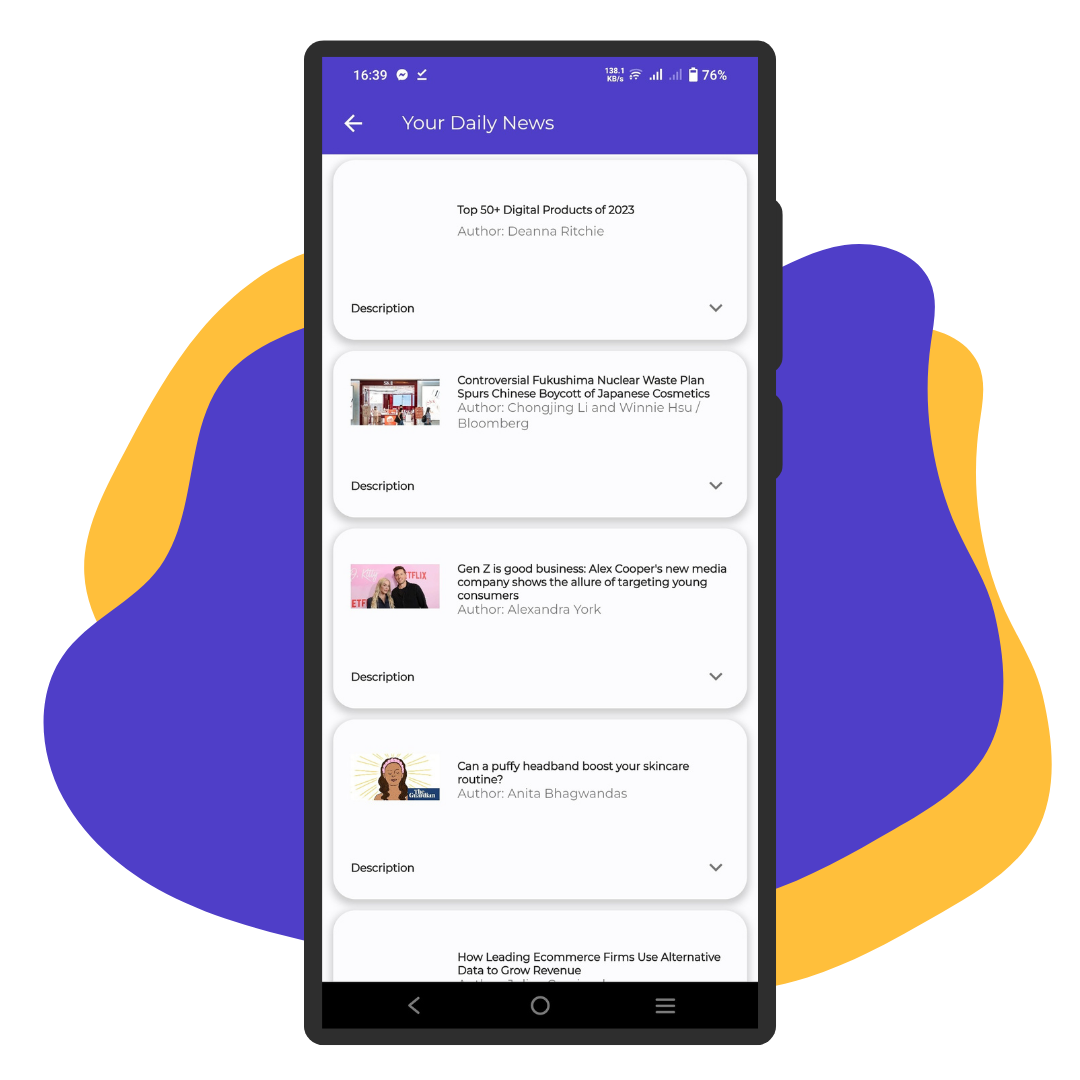 16:39
138.1
KB/s
76%
Your Daily News
Top 50+ Digital Products of 2023
Author: Deanna Ritchie
Description
Controversial Fukushima Nuclear Waste Plan
Spurs Chinese Boycott of Japanese Cosmetics
Author: Chongjing Li and Winnie Hsu /
Bloomberg
Description
Gen Z is good business: Alex Cooper's new media
company shows the allure of targeting young
consumers
Author: Alexandra York
TFLIX
ETF
Description
Can a puffy headband boost your skincare
routine?
Author: Anita Bhagwandas
The
Guardian
Description
How Leading Ecommerce Firms Use Alternative
Data to Grow Revenue